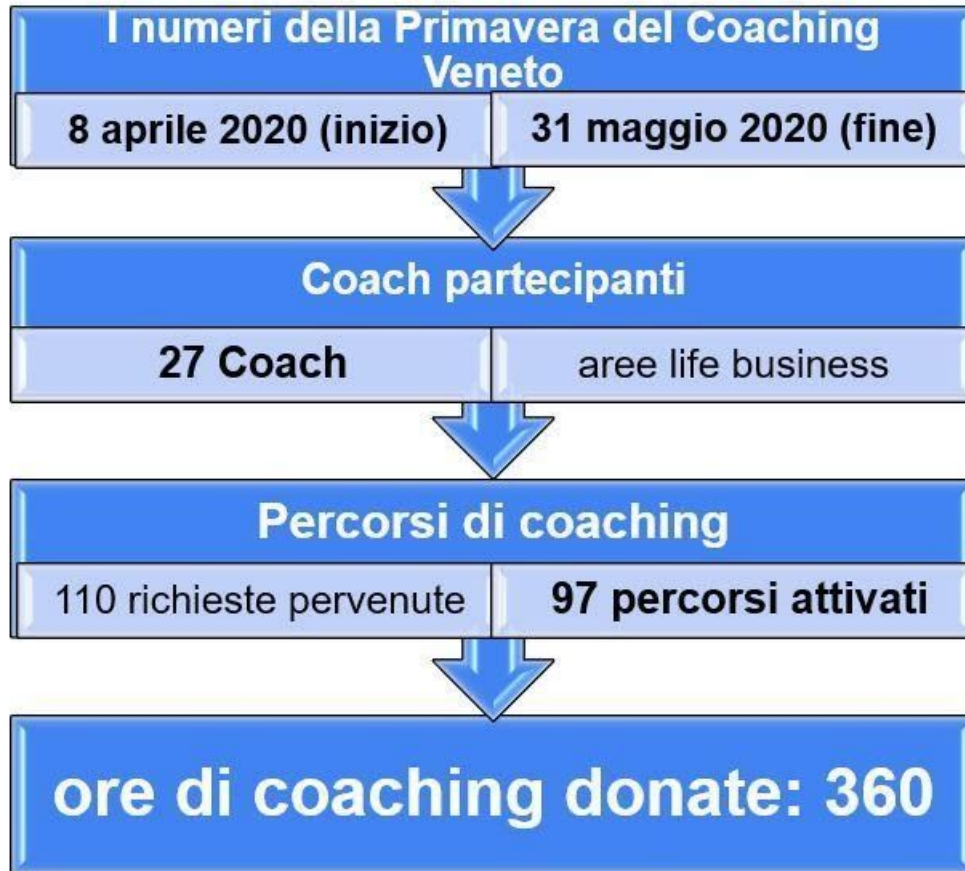 I numeri della Primavera del Coaching
Veneto
8 aprile 2020 (inizio)
31 maggio 2020 (fine)
Coach partecipanti
27 Coach
aree life business
Percorsi di coaching
110 richieste pervenute
97 percorsi attivati
ore di coaching donate: 360